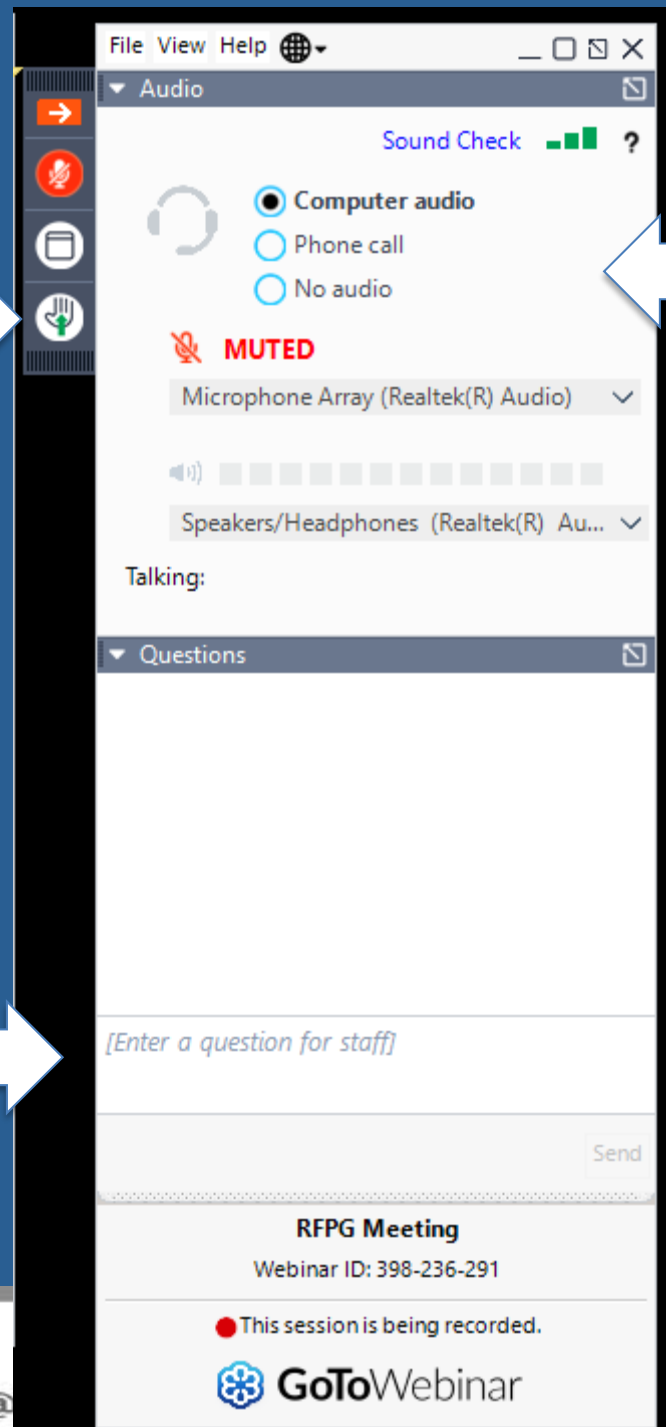 File View Help
Audio
Sound Check ?
Computer audio
Phone call
No audio
MUTED
Microphone Array (Realtek(R) Audio)
Speakers/Headphones (Realtek(R) Au...
Talking:
Questions
[Enter a question for staff]
Send
RFPG Meeting
Webinar ID: 398-236-291
This session is being recorded.
GoToWebinar
@